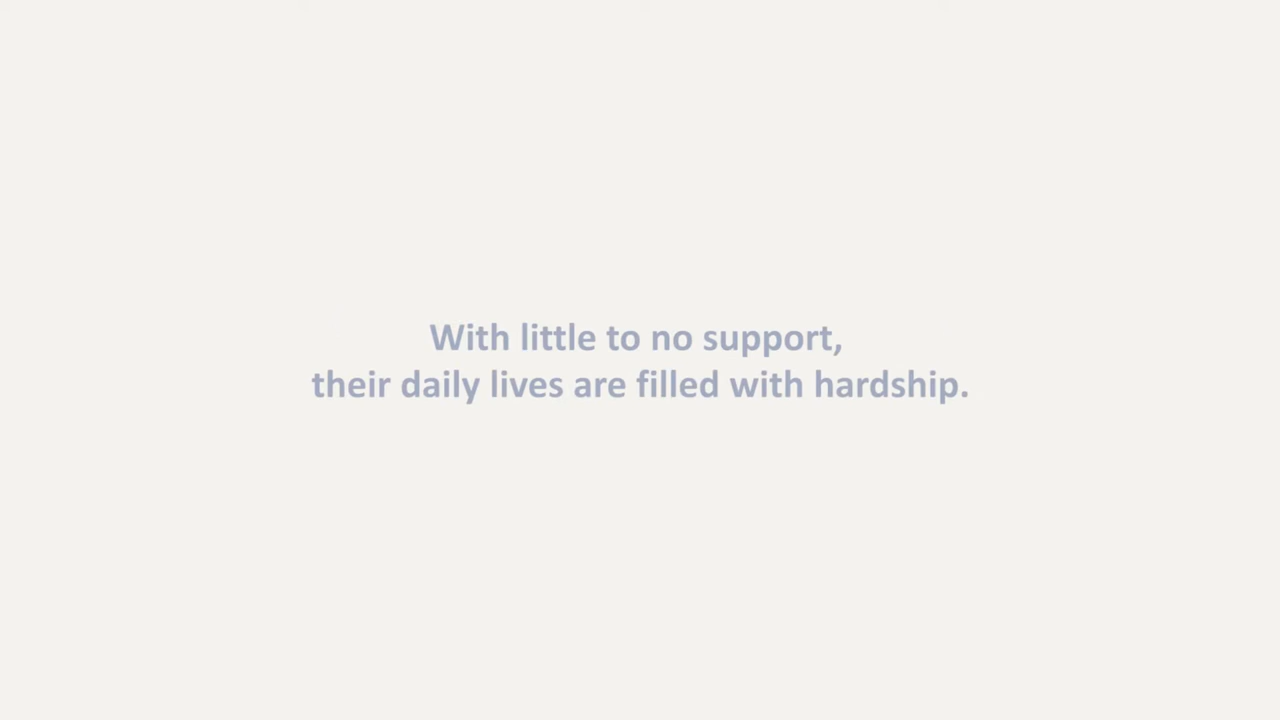 With little to no support,
their daily lives are filled with hardship.